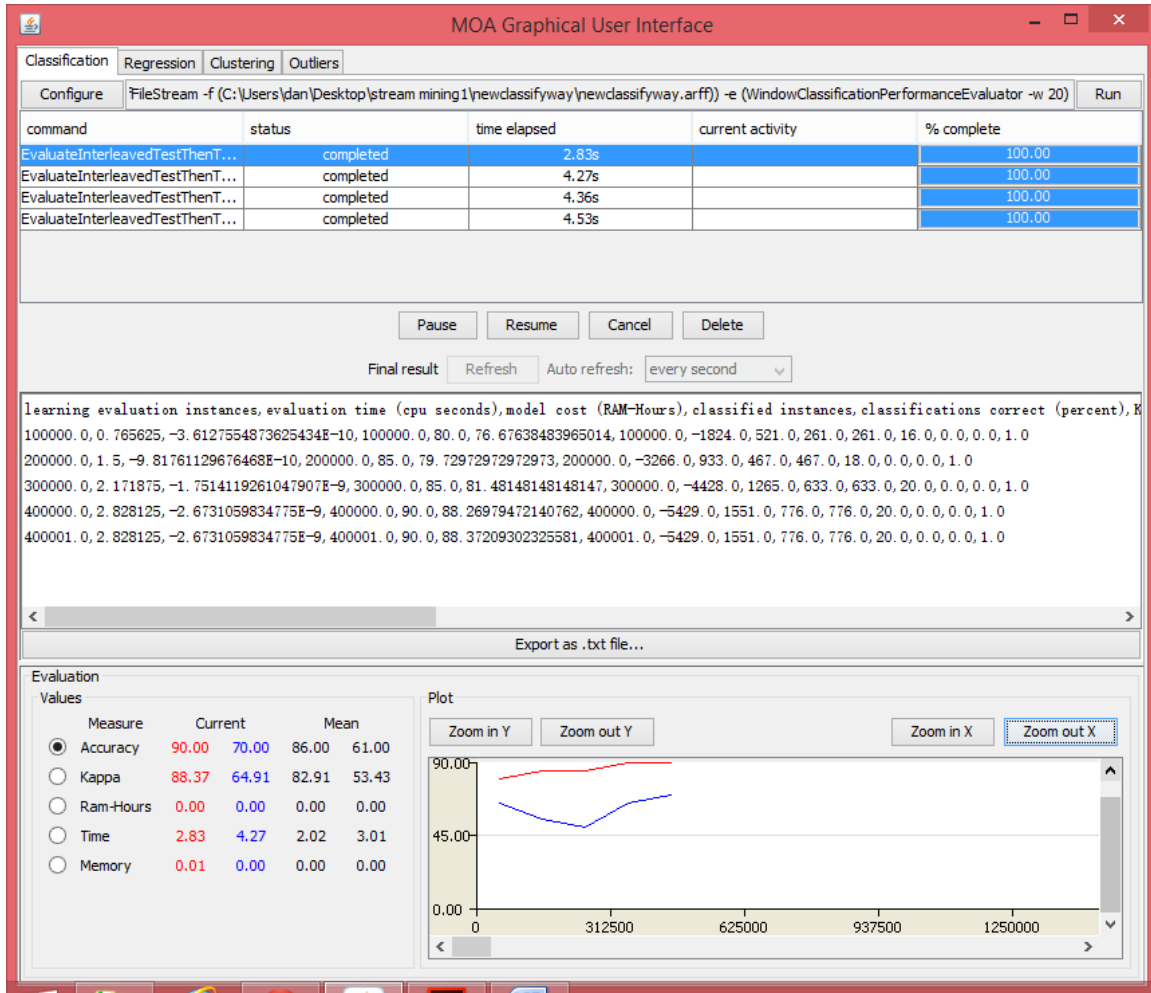 MOA Graphical User Interface
Classification Regression Clustering Outliers
Configure FileStream -f (C:\Users\dan\Desktop\stream mining1\newclassifyway\newclassifyway.arff)) -e (WindowClassificationPerformanceEvaluator -w 20) Run
command status time elapsed current activity % complete
EvaluateInterleavedTestThenT... completed 2.83s 100.00
EvaluateInterleavedTestThenT... completed 4.27s 100.00
EvaluateInterleavedTestThenT... completed 4.36s 100.00
EvaluateInterleavedTestThenT... completed 4.53s 100.00
Pause Resume Cancel Delete
Final result Refresh Auto refresh: every second
learning evaluation instances,evaluation time (cpu seconds),model cost (RAM-Hours),classified instances,classifications correct (percent),K
100000.0,0.765625,-3.6127554873625434E-10,100000.0,80.0,76.67638483965014,100000.0,-1824.0,521.0,261.0,261.0,16.0,0.0,0.0,1.0
200000.0,1.5,-9.81761129676468E-10,200000.0,85.0,79.72972972972973,200000.0,-3266.0,933.0,467.0,467.0,18.0,0.0,0.0,1.0
300000.0,2.171875,-1.7514119261047907E-9,300000.0,85.0,81.48148148148147,300000.0,-4428.0,1265.0,633.0,633.0,20.0,0.0,0.0,1.0
400000.0,2.828125,-2.6731059834775E-9,400000.0,90.0,88.26979472140762,400000.0,-5429.0,1551.0,776.0,776.0,20.0,0.0,0.0,1.0
400001.0,2.828125,-2.6731059834775E-9,400001.0,90.0,88.37209302325581,400001.0,-5429.0,1551.0,776.0,776.0,20.0,0.0,0.0,1.0
Export as .txt file...
Evaluation
Values
Measure Current Mean
Accuracy 90.00 70.00 86.00 61.00
Kappa 88.37 64.91 82.91 53.43
Ram-Hours 0.00 0.00 0.00 0.00
Time 2.83 4.27 2.02 3.01
Memory 0.01 0.00 0.00 0.00
Plot
Zoom in Y Zoom out Y Zoom in X Zoom out X
90.00
45.00
0.00
0 312500 625000 937500 1250000